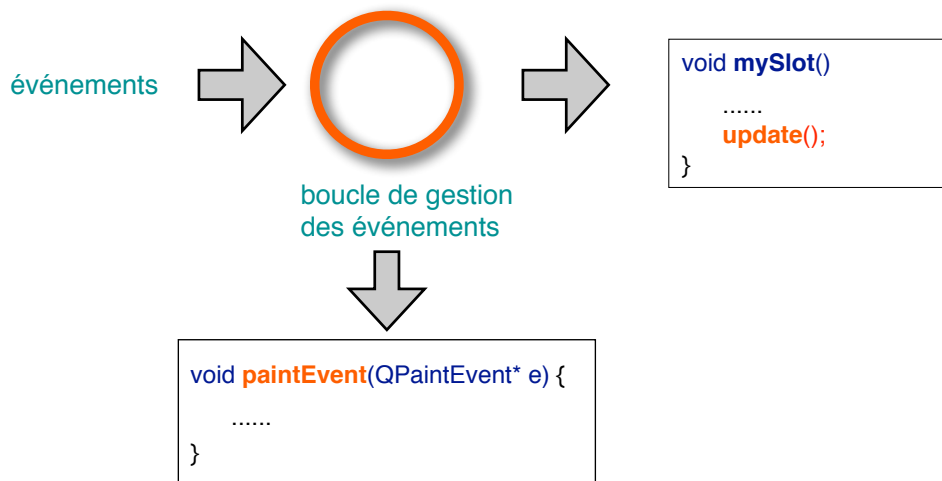 événements
void mySlot()
......
update();
}
boucle de gestion
des événements
void paintEvent(QPaintEvent* e) {
......
}